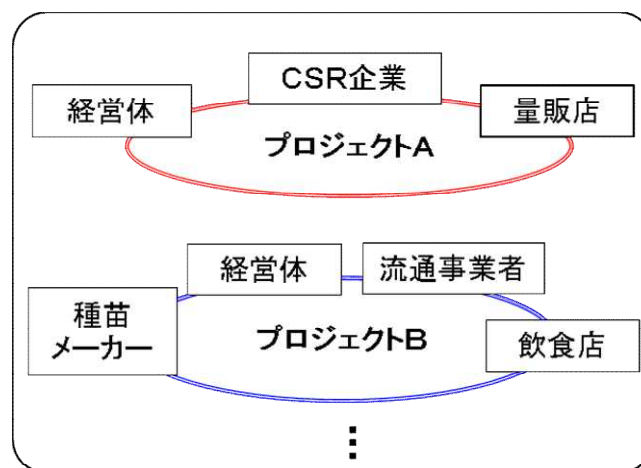 CSR企業
経営体
量販店
プロジェクトA
経営体
流通事業者
種苗
メーカー
プロジェクトB
飲食店
⋮